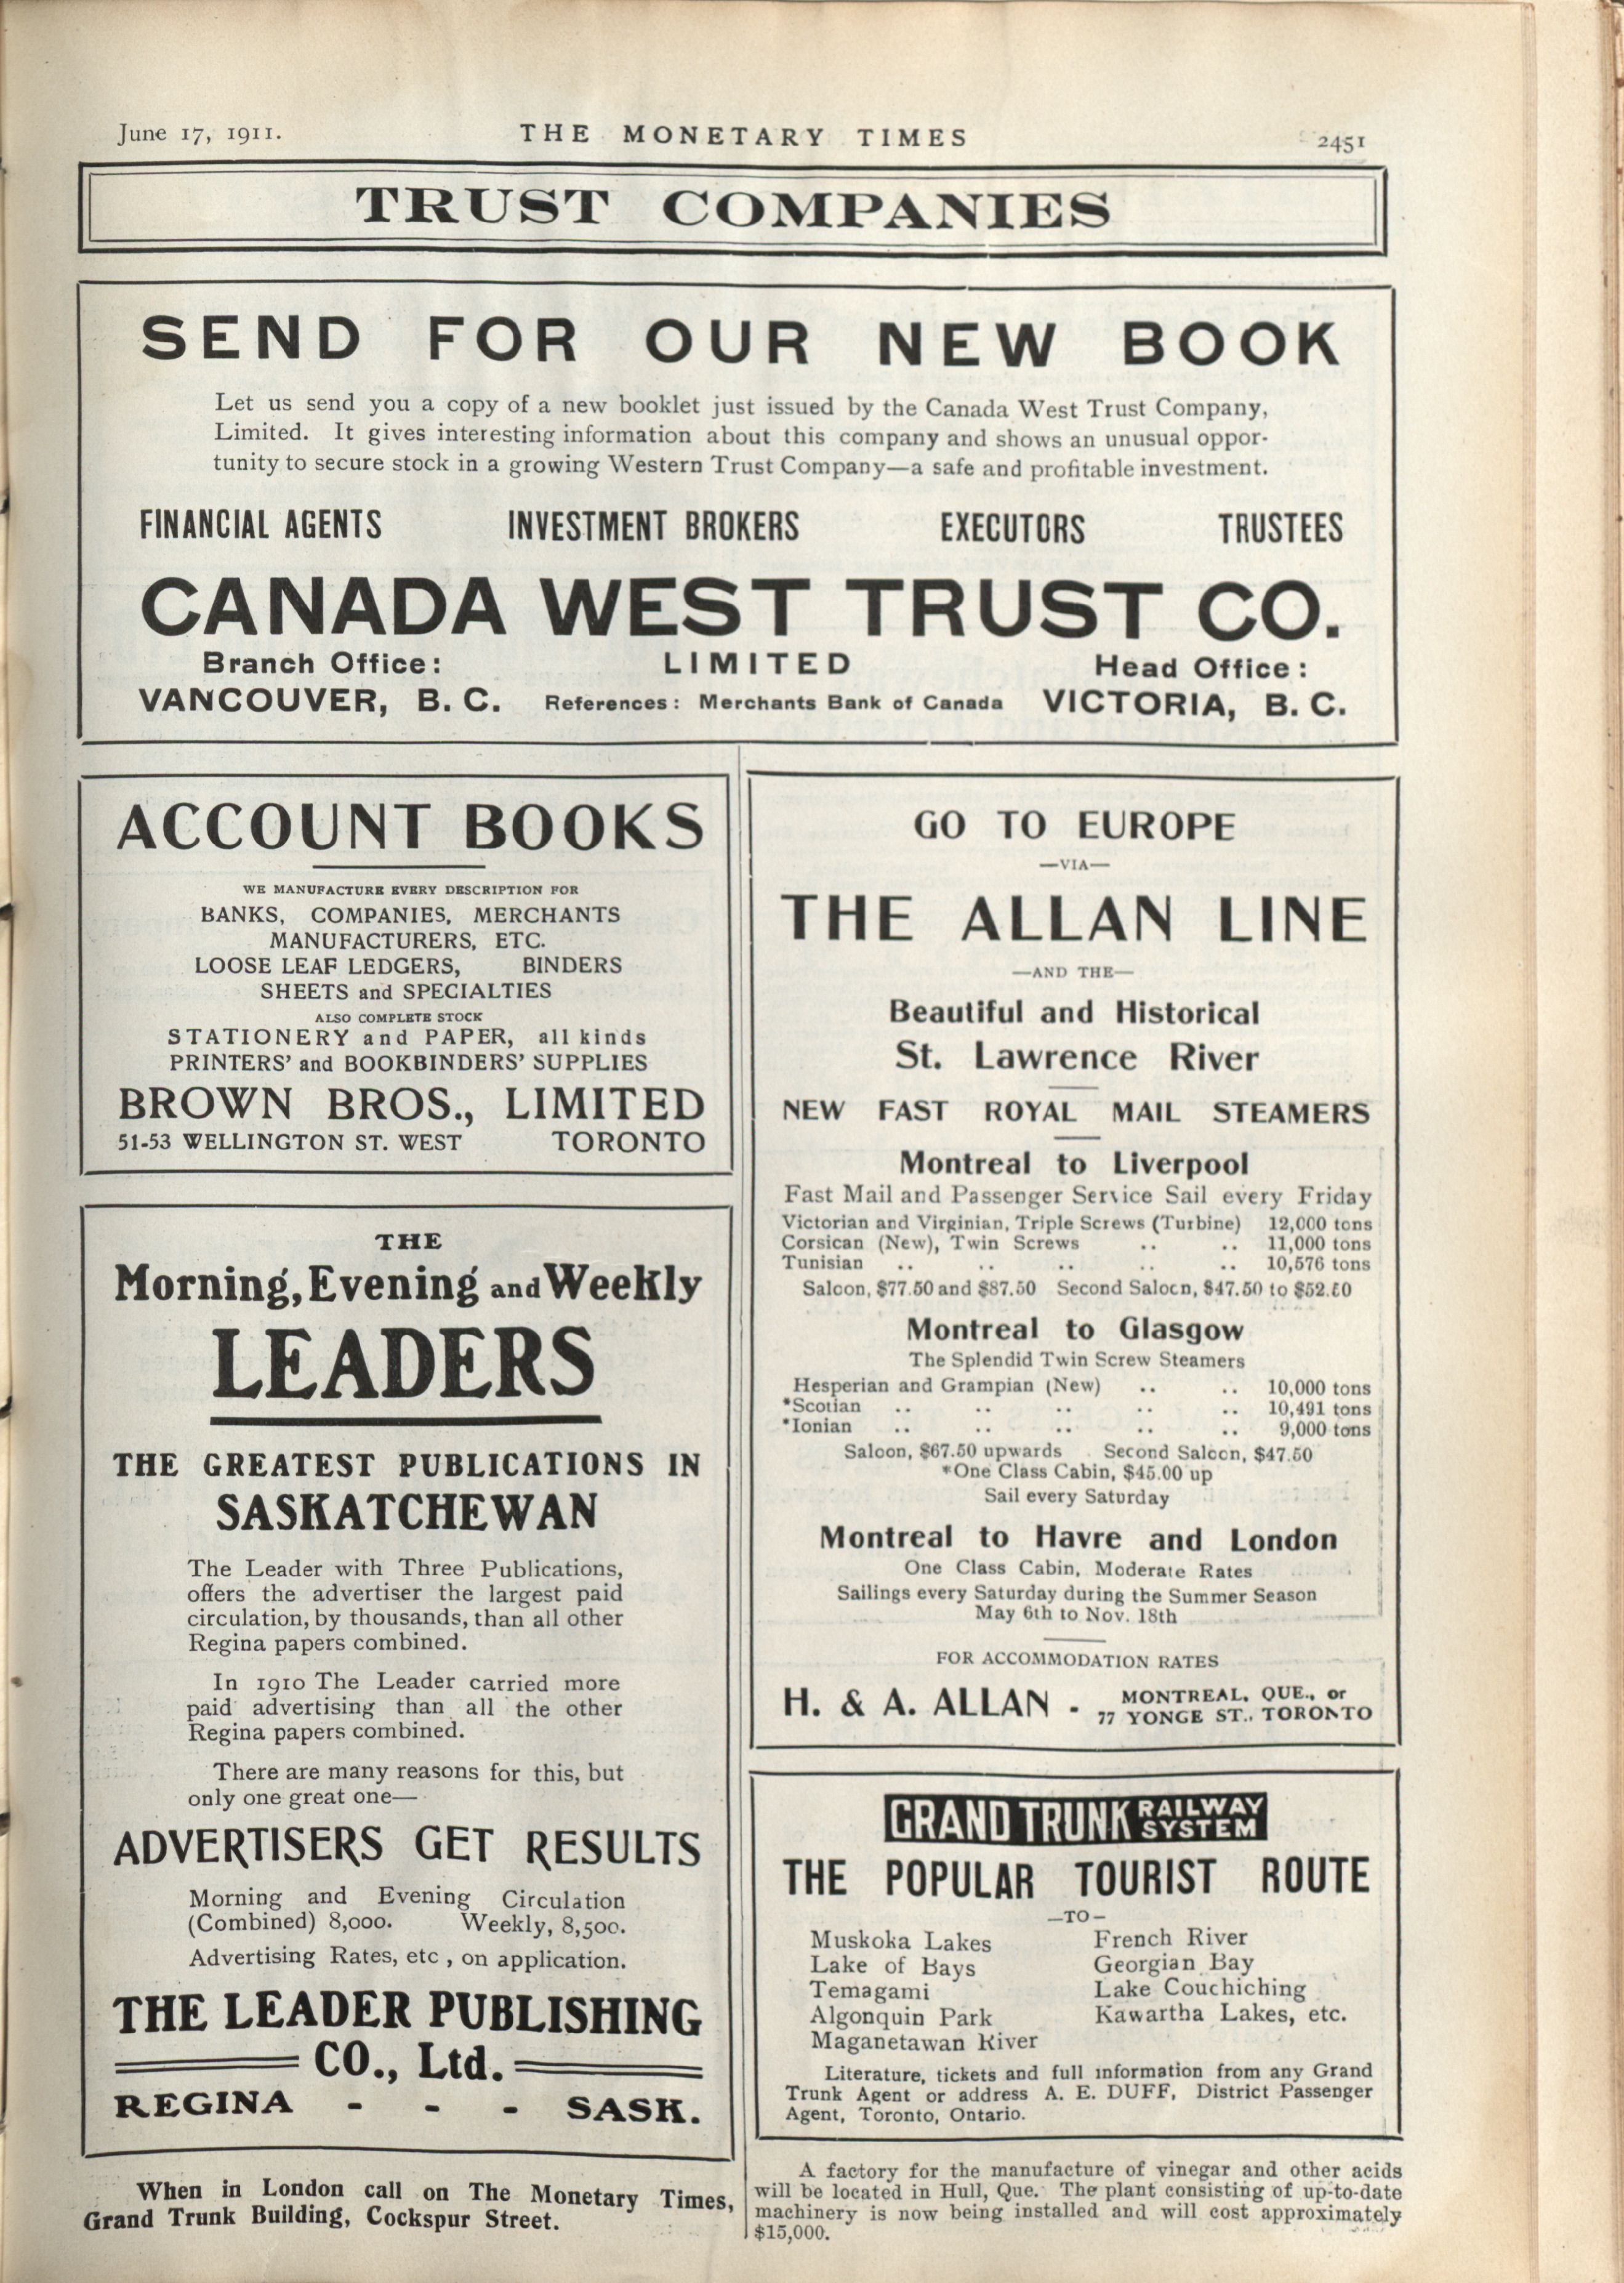 June 17, 1911.
THE MONETARY TIMES
2451
TRUST COMPANIES
SEND FOR OUR NEW BOOK
Let us send you a copy of a new booklet just issued by the Canada West Trust Company,
Limited. It gives interesting information about this company and shows an unusual oppor-
tunity to secure stock in a growing Western Trust Company—a safe and profitable investment.
FINANCIAL AGENTS INVESTMENT BROKERS EXECUTORS TRUSTEES
CANADA WEST TRUST CO.
Branch Office: LIMITED Head Office:
VANCOUVER, B. C. References: Merchants Bank of Canada VICTORIA, B. C.
ACCOUNT BOOKS
WE MANUFACTURE EVERY DESCRIPTION FOR
BANKS, COMPANIES, MERCHANTS
MANUFACTURERS, ETC.
LOOSE LEAF LEDGERS, BINDERS
SHEETS and SPECIALTIES
ALSO COMPLETE STOCK
STATIONERY and PAPER, all kinds
PRINTERS' and BOOKBINDERS' SUPPLIES
BROWN BROS., LIMITED
51-53 WELLINGTON ST. WEST TORONTO
THE
Morning, Evening and Weekly
LEADERS
THE GREATEST PUBLICATIONS IN
SASKATCHEWAN
The Leader with Three Publications,
offers the advertiser the largest paid
circulation, by thousands, than all other
Regina papers combined.
In 1910 The Leader carried more
paid advertising than all the other
Regina papers combined.
There are many reasons for this, but
only one great one—
ADVERTISERS GET RESULTS
Morning and Evening Circulation
(Combined) 8,000. Weekly, 8,500.
Advertising Rates, etc , on application.
THE LEADER PUBLISHING
CO., Ltd.
REGINA - - - SASK.
When in London call on The Monetary Times,
Grand Trunk Building, Cockspur Street.
GO TO EUROPE
—VIA—
THE ALLAN LINE
—AND THE—
Beautiful and Historical
St. Lawrence River
NEW FAST ROYAL MAIL STEAMERS
Montreal to Liverpool
Fast Mail and Passenger Service Sail every Friday
Victorian and Virginian, Triple Screws (Turbine) 12,000 tons
Corsican (New), Twin Screws .. .. 11,000 tons
Tunisian .. .. .. .. .. 10,576 tons
Saloon, $77.50 and $87.50 Second Saloon, $47.50 to $52.50
Montreal to Glasgow
The Splendid Twin Screw Steamers
Hesperian and Grampian (New) .. .. 10,000 tons
*Scotian .. .. .. .. .. 10,491 tons
*Ionian .. .. .. .. .. 9,000 tons
Saloon, $67.50 upwards Second Saloon, $47.50
*One Class Cabin, $45.00 up
Sail every Saturday
Montreal to Havre and London
One Class Cabin, Moderate Rates
Sailings every Saturday during the Summer Season
May 6th to Nov. 18th
FOR ACCOMMODATION RATES
H. & A. ALLAN - MONTREAL, QUE., or
77 YONGE ST., TORONTO
GRAND TRUNK RAILWAY SYSTEM
THE POPULAR TOURIST ROUTE
—TO—
Muskoka Lakes French River
Lake of Bays Georgian Bay
Temagami Lake Couchiching
Algonquin Park Kawartha Lakes, etc.
Maganetawan River
Literature, tickets and full information from any Grand
Trunk Agent or address A. E. DUFF, District Passenger
Agent, Toronto, Ontario.
A factory for the manufacture of vinegar and other acids
will be located in Hull, Que. The plant consisting of up-to-date
machinery is now being installed and will cost approximately
$15,000.